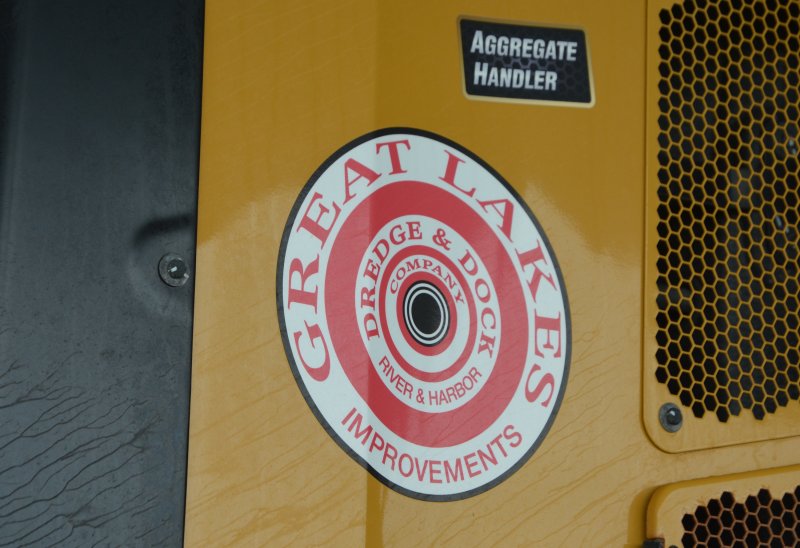 AGGREGATE
HANDLER
GREAT LAKES
DREDGE & DOCK
COMPANY
RIVER & HARBOR
IMPROVEMENTS